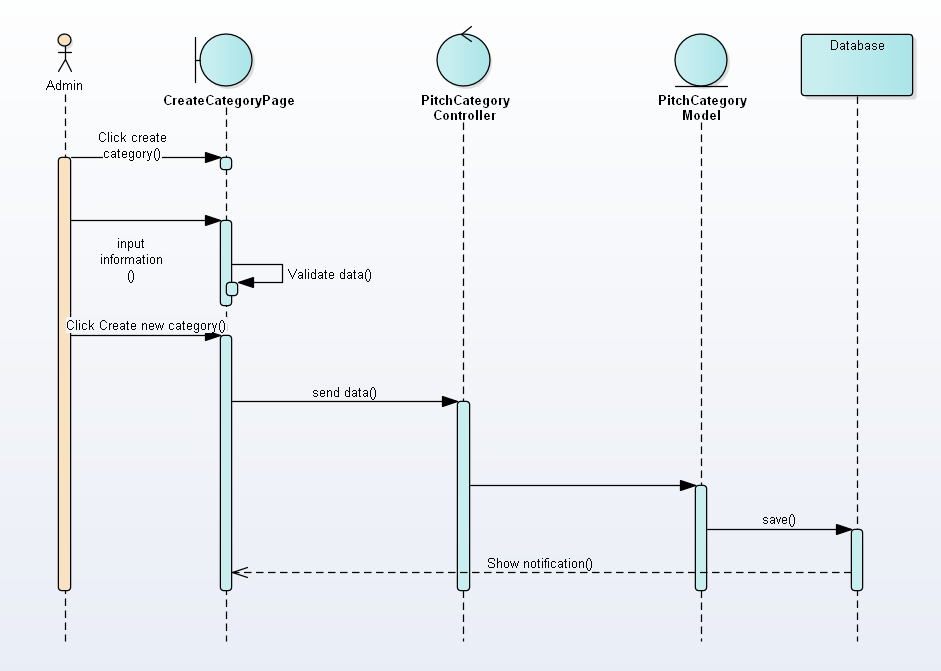 Admin
CreateCategoryPage
PitchCategory
Controller
PitchCategory
Model
Database
Click create
category()
input
information
()
Validate data()
Click Create new category()
send data()
save()
Show notification()